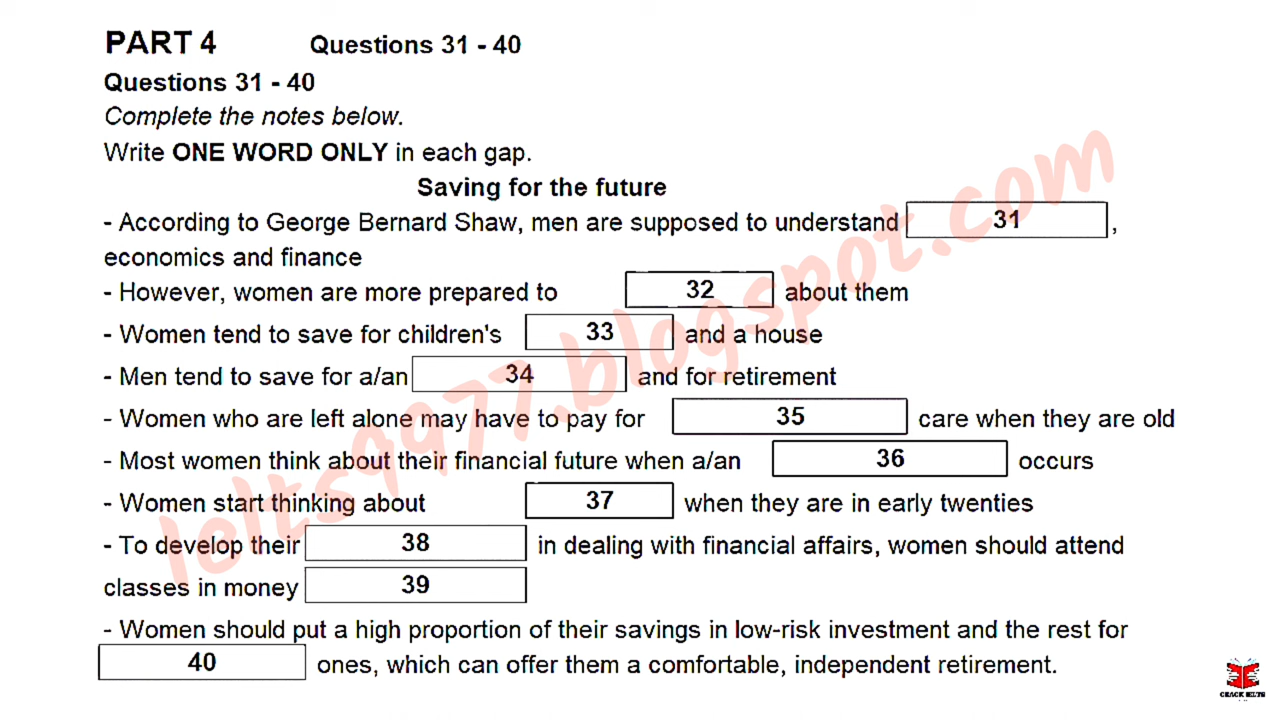 PART 4 Questions 31 - 40
Questions 31 - 40
Complete the notes below.
Write ONE WORD ONLY in each gap.
Saving for the future
- According to George Bernard Shaw, men are supposed to understand 31 ,
economics and finance
- However, women are more prepared to 32 about them
- Women tend to save for children's 33 and a house
- Men tend to save for a/an 34 and for retirement
- Women who are left alone may have to pay for 35 care when they are old
- Most women think about their financial future when a/an 36 occurs
- Women start thinking about 37 when they are in early twenties
- To develop their 38 in dealing with financial affairs, women should attend
classes in money 39
- Women should put a high proportion of their savings in low-risk investment and the rest for
40 ones, which can offer them a comfortable, independent retirement.
Ielts9977.blogspot.com
CRACK IELTS